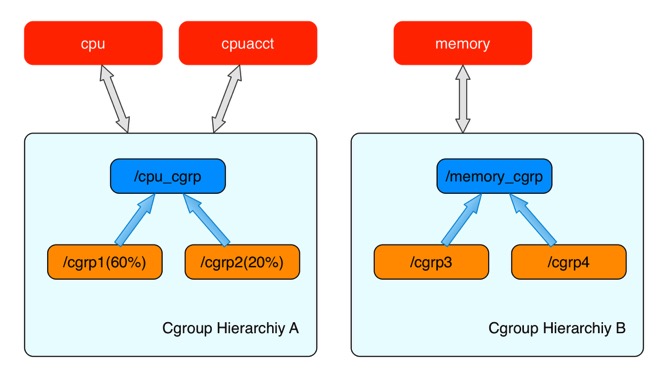 cpu
cpuacct
memory
/cpu_cgrp
/memory_cgrp
/cgrp1(60%)
/cgrp2(20%)
/cgrp3
/cgrp4
Cgroup Hierarchiy A
Cgroup Hierarchiy B